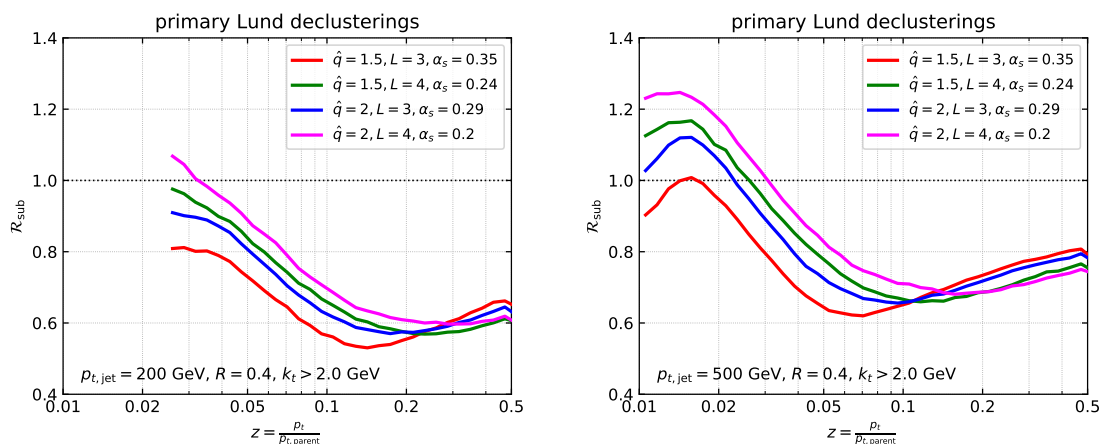 primary Lund declusterings
1.4
1.2
1.0
0.8
0.6
0.4
R_sub
q̂ = 1.5, L = 3, α_s = 0.35
q̂ = 1.5, L = 4, α_s = 0.24
q̂ = 2, L = 3, α_s = 0.29
q̂ = 2, L = 4, α_s = 0.2
p_{t, jet} = 200 GeV, R = 0.4, k_t > 2.0 GeV
0.01 0.02 0.05 0.1 0.2 0.5
z = p_t / p_{t, parent}
primary Lund declusterings
1.4
1.2
1.0
0.8
0.6
0.4
R_sub
q̂ = 1.5, L = 3, α_s = 0.35
q̂ = 1.5, L = 4, α_s = 0.24
q̂ = 2, L = 3, α_s = 0.29
q̂ = 2, L = 4, α_s = 0.2
p_{t, jet} = 500 GeV, R = 0.4, k_t > 2.0 GeV
0.01 0.02 0.05 0.1 0.2 0.5
z = p_t / p_{t, parent}